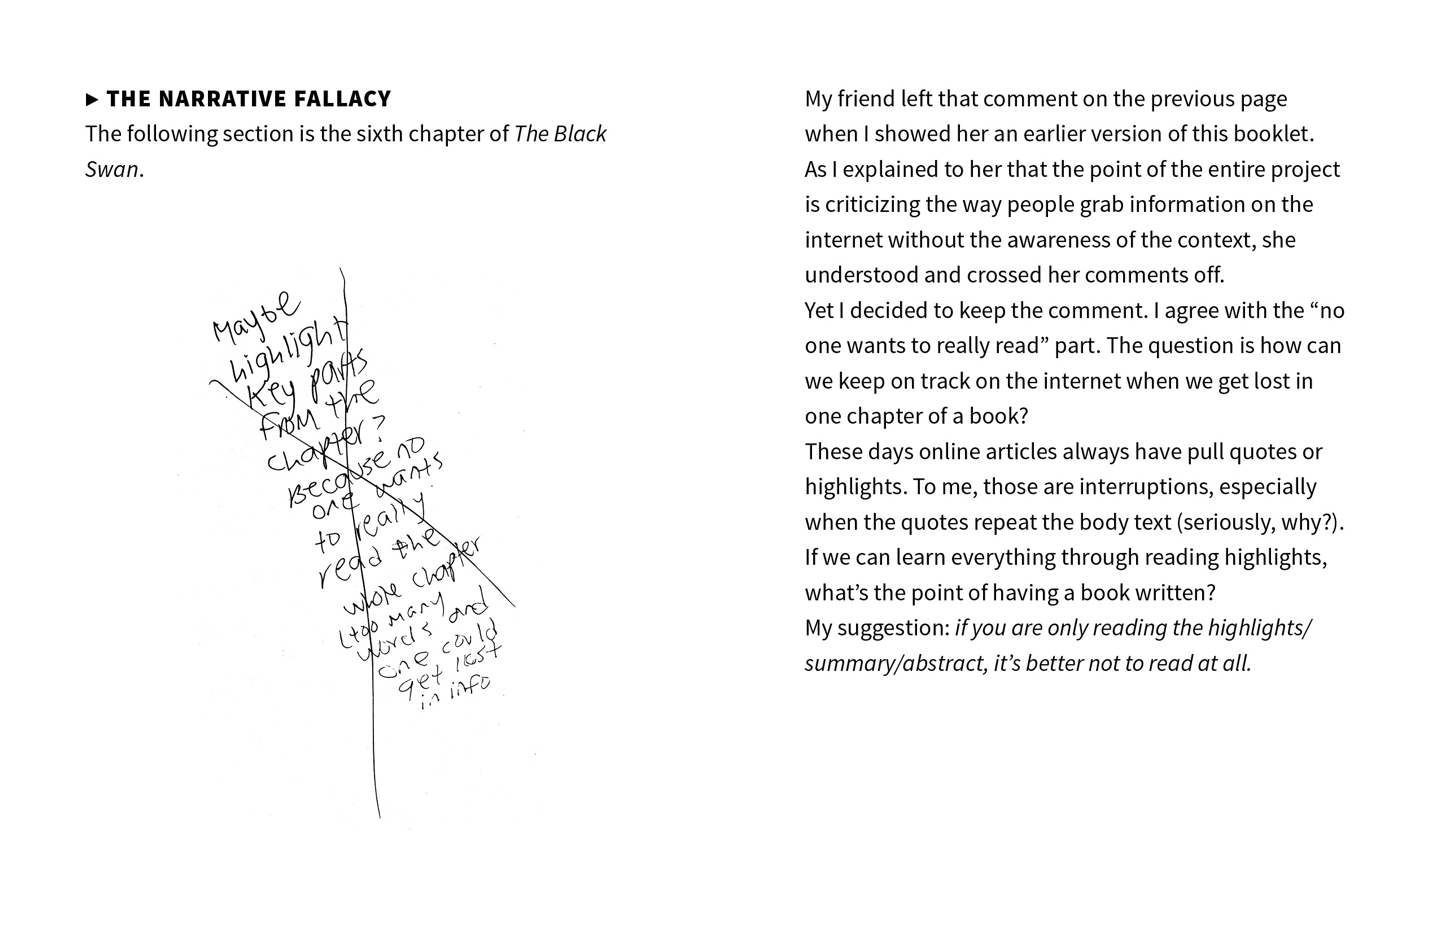 ▶ THE NARRATIVE FALLACY
The following section is the sixth chapter of The Black
Swan.
Maybe
highlight
key parts
from the
chapter?
Because no
one wants
to really
read the
whole chapter
(too many
words and
one could
get lost
in info
My friend left that comment on the previous page
when I showed her an earlier version of this booklet.
As I explained to her that the point of the entire project
is criticizing the way people grab information on the
internet without the awareness of the context, she
understood and crossed her comments off.
Yet I decided to keep the comment. I agree with the “no
one wants to really read” part. The question is how can
we keep on track on the internet when we get lost in
one chapter of a book?
These days online articles always have pull quotes or
highlights. To me, those are interruptions, especially
when the quotes repeat the body text (seriously, why?).
If we can learn everything through reading highlights,
what’s the point of having a book written?
My suggestion: if you are only reading the highlights/
summary/abstract, it’s better not to read at all.